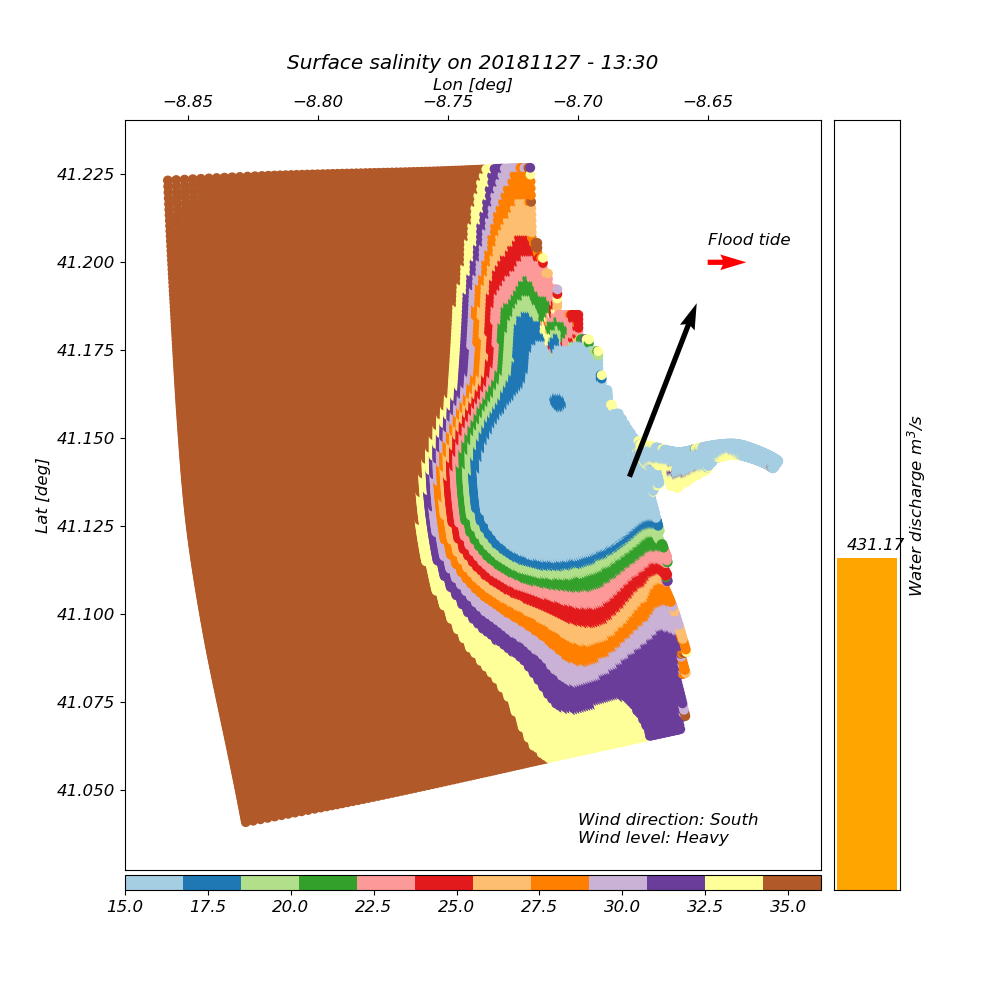 Surface salinity on 20181127 - 13:30
Lon [deg]
−8.85 −8.80 −8.75 −8.70 −8.65
41.225
41.200
41.175
41.150
41.125
41.100
41.075
41.050
Lat [deg]
Flood tide
Wind direction: South
Wind level: Heavy
15.0 17.5 20.0 22.5 25.0 27.5 30.0 32.5 35.0
431.17
Water discharge m³/s